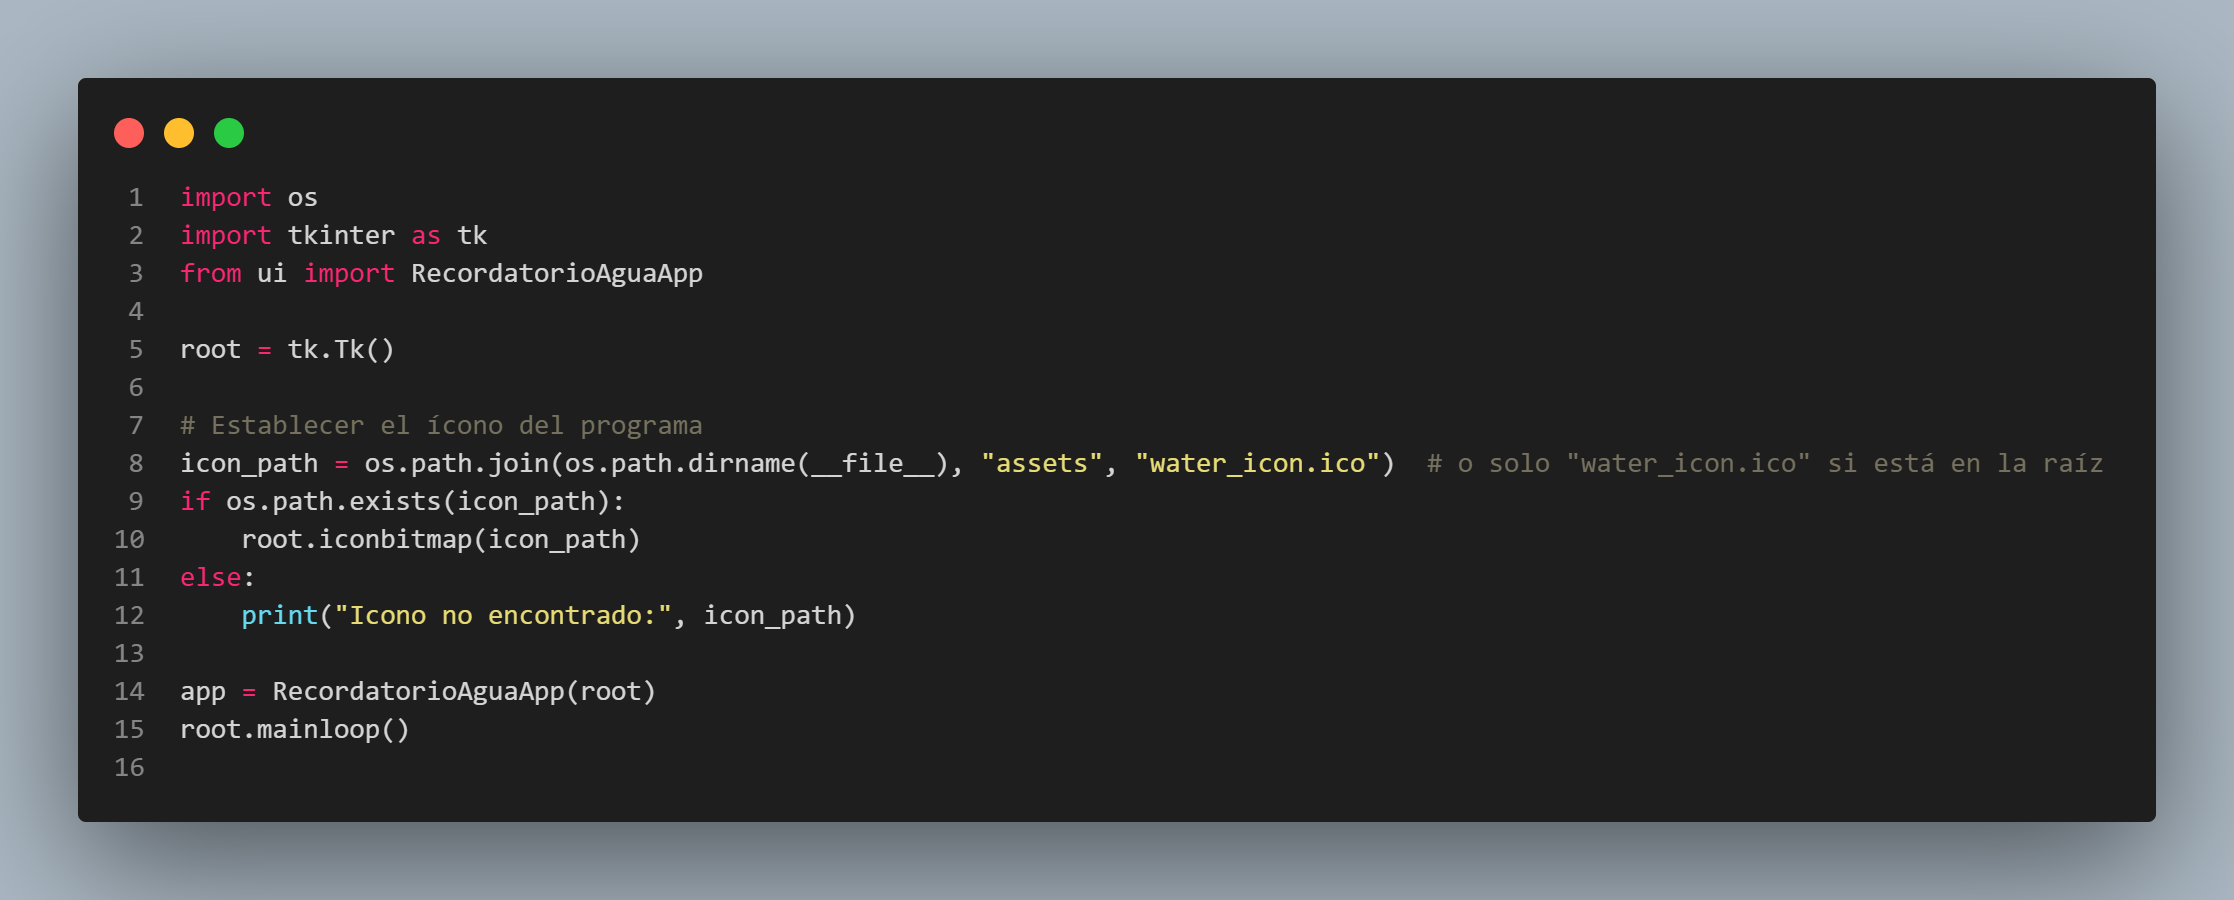 1 import os
2 import tkinter as tk
3 from ui import RecordatorioAguaApp
4
5 root = tk.Tk()
6
7 # Establecer el ícono del programa
8 icon_path = os.path.join(os.path.dirname(__file__), "assets", "water_icon.ico")  # o solo "water_icon.ico" si está en la raíz
9 if os.path.exists(icon_path):
10     root.iconbitmap(icon_path)
11 else:
12     print("Icono no encontrado:", icon_path)
13
14 app = RecordatorioAguaApp(root)
15 root.mainloop()
16